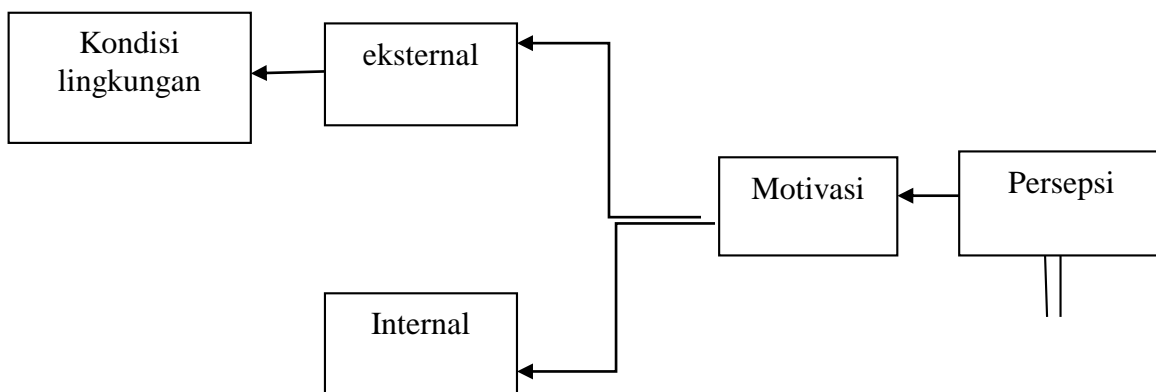 Kondisi
lingkungan
eksternal
Motivasi
Persepsi
Internal